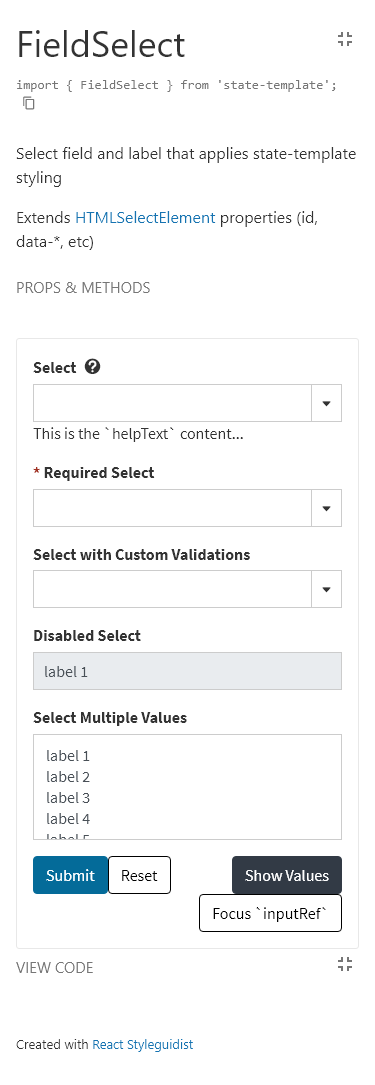 FieldSelect
import { FieldSelect } from 'state-template';
Select field and label that applies state-template
styling
Extends HTMLSelectElement properties (id,
data-*, etc)
PROPS & METHODS
Select
This is the `helpText` content...
* Required Select
Select with Custom Validations
Disabled Select
label 1
Select Multiple Values
label 1
label 2
label 3
label 4
label 5
Submit Reset Show Values
Focus `inputRef`
VIEW CODE
Created with React Styleguidist